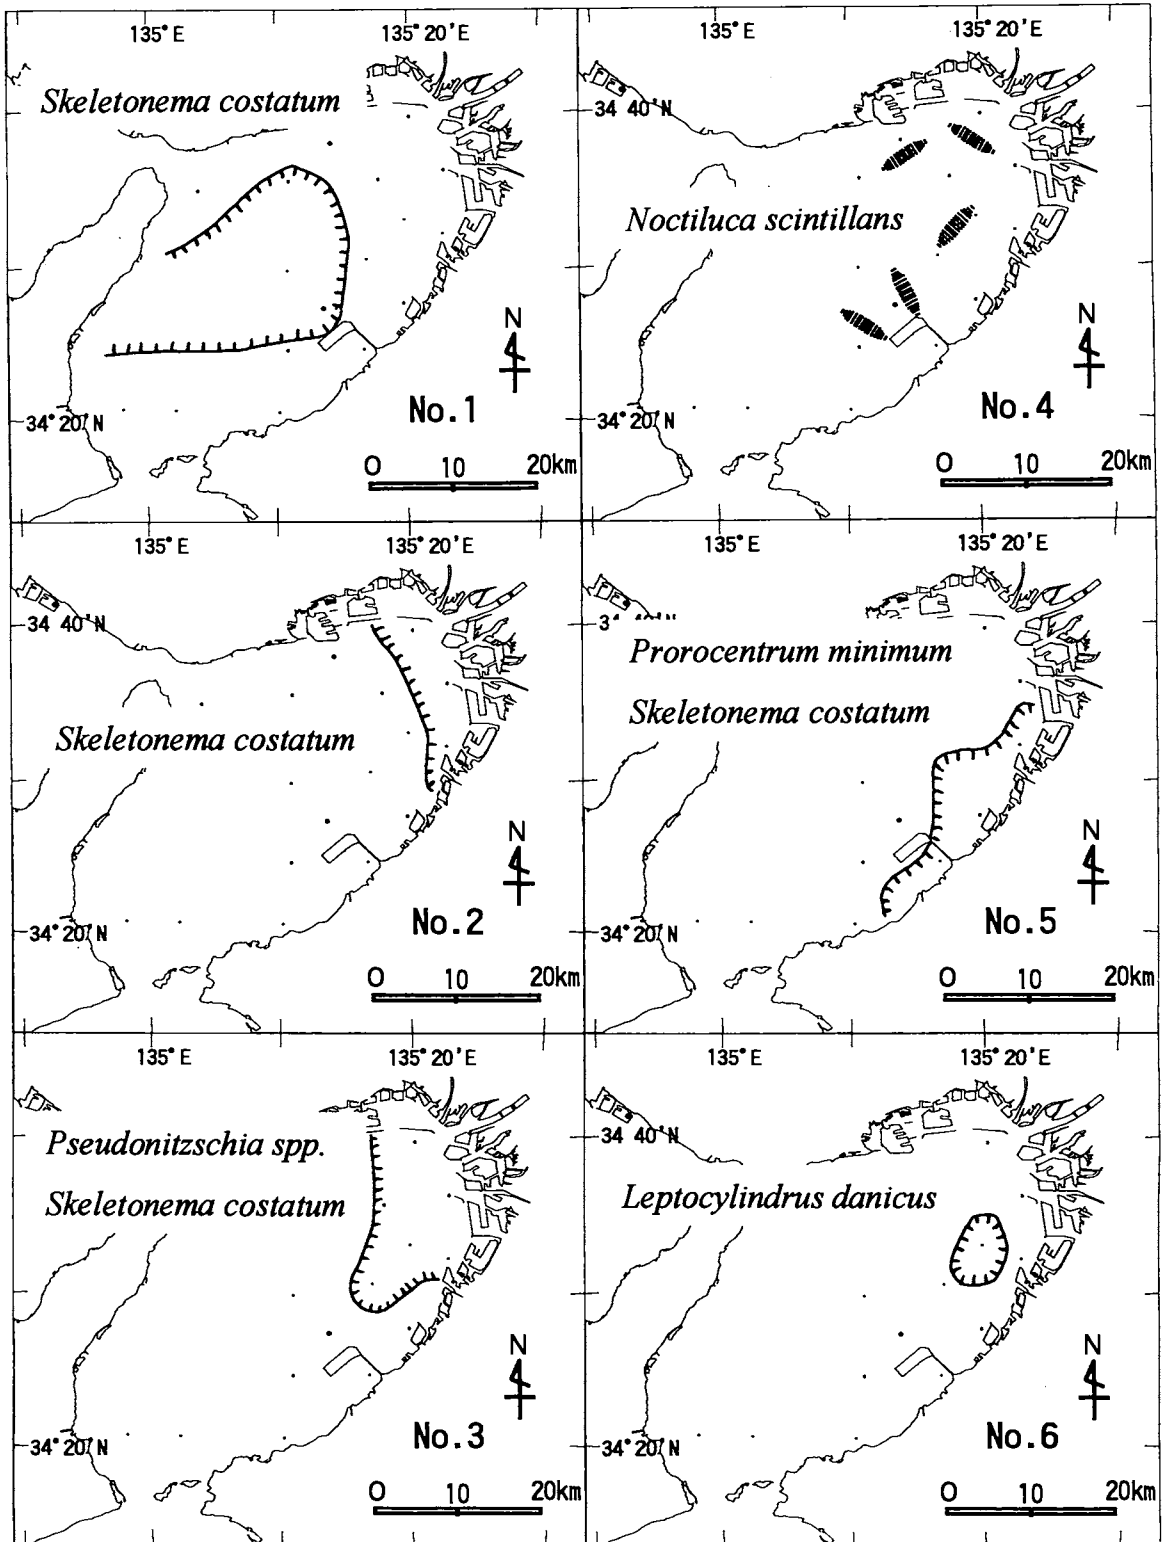 135°E
135°20'E
Skeletonema costatum
34°20'N
No.1
N
0 10 20km
135°E
135°20'E
34 40'N
Noctiluca scintillans
34°20'N
No.4
N
0 10 20km
135°E
135°20'E
34 40'N
Skeletonema costatum
34°20'N
No.2
N
0 10 20km
135°E
135°20'E
Prorocentrum minimum
Skeletonema costatum
34°20'N
No.5
N
0 10 20km
135°E
135°20'E
Pseudonitzschia spp.
Skeletonema costatum
34°20'N
No.3
N
0 10 20km
135°E
135°20'E
34 40'N
Leptocylindrus danicus
34°20'N
No.6
N
0 10 20km